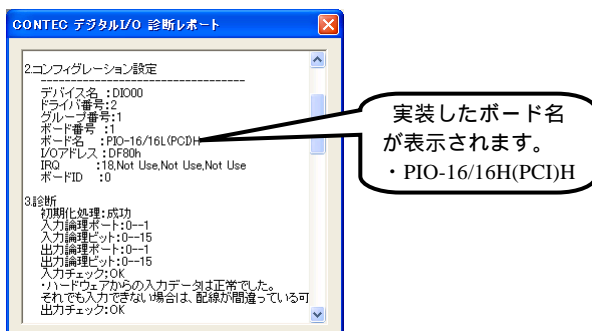 CONTEC デジタルI/O 診断レポート
2.コンフィグレーション設定
----------------------------------
デバイス名 :DIO00
ドライバ番号:2
グループ番号:1
ボード番号 :1
ボード名 :PIO-16/16L(PCI)H
I/Oアドレス :DF80h
IRQ :18,Not Use,Not Use,Not Use
ボードID :0
3.診断
初期化処理:成功
入力論理ポート:0--1
入力論理ビット:0--15
出力論理ポート:0--1
出力論理ビット:0--15
入力チェック:OK
・ハードウェアからの入力データは正常でした。
それでも入力できない場合は、配線が間違っている可
出力チェック:OK
実装したボード名
が表示されます。
・PIO-16/16H(PCI)H